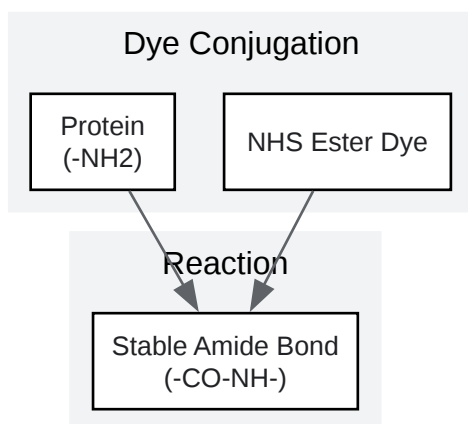 Dye Conjugation
Protein
(-NH2)
NHS Ester Dye
Reaction
Stable Amide Bond
(-CO-NH-)